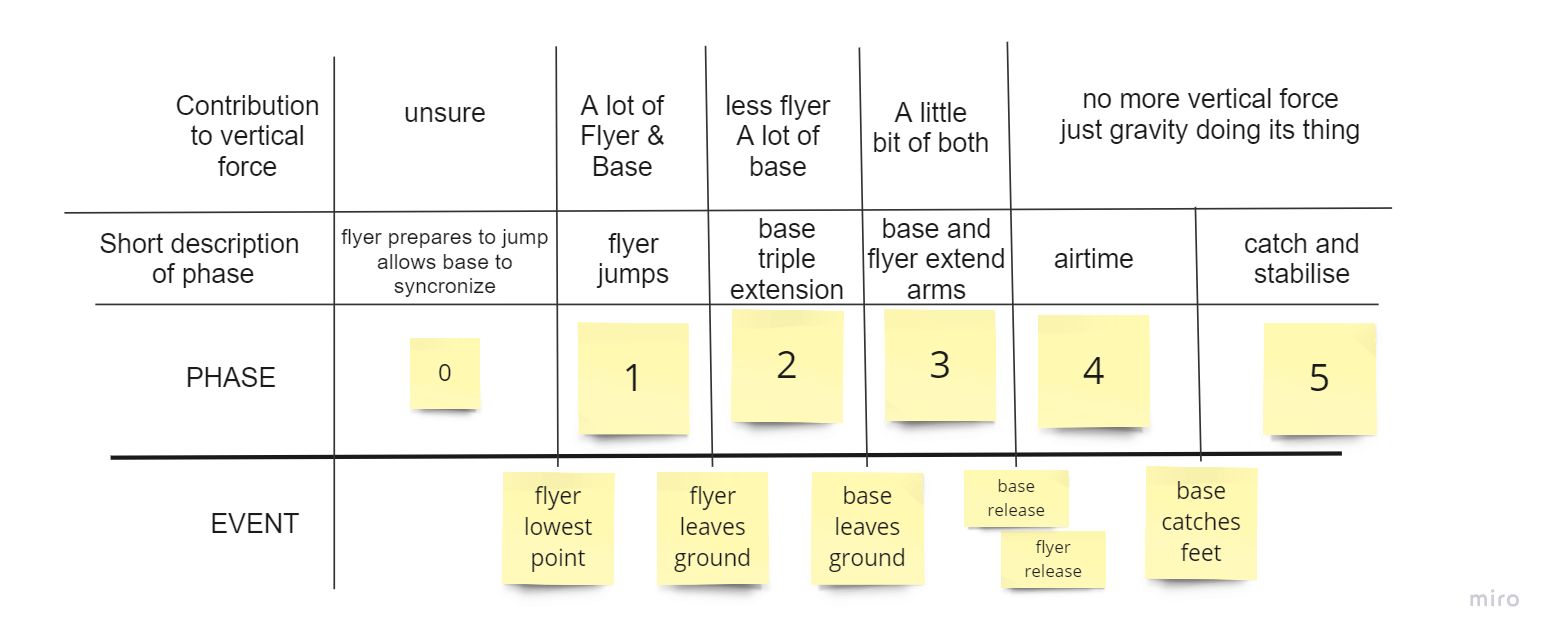 Contribution
to vertical
force
unsure
A lot of
Flyer &
Base
less flyer
A lot of
base
A little
bit of both
no more vertical force
just gravity doing its thing
Short description
of phase
flyer prepares to jump
allows base to
syncronize
flyer
jumps
base
triple
extension
base and
flyer extend
arms
airtime
catch and
stabilise
PHASE
0
1
2
3
4
5
EVENT
flyer
lowest
point
flyer
leaves
ground
base
leaves
ground
base
release
flyer
release
base
catches
feet
miro